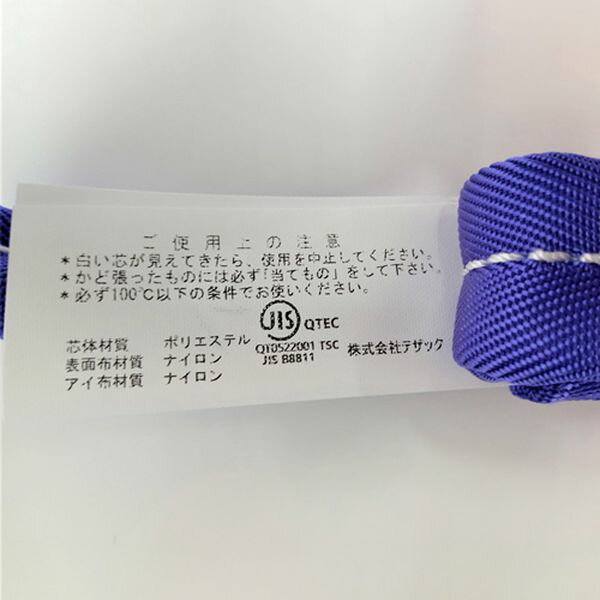 ご使用上の注意
*白い芯が見えてきたら、使用を中止してください。
*かど張ったものには必ず「当てもの」をして下さい。
*必ず100℃以下の条件でお使いください。
芯体材質 ポリエステル
表面布材質 ナイロン
アイ布材質 ナイロン
JIS QTEC
QT0522001 TSC
JIS B8811
株式会社テザック